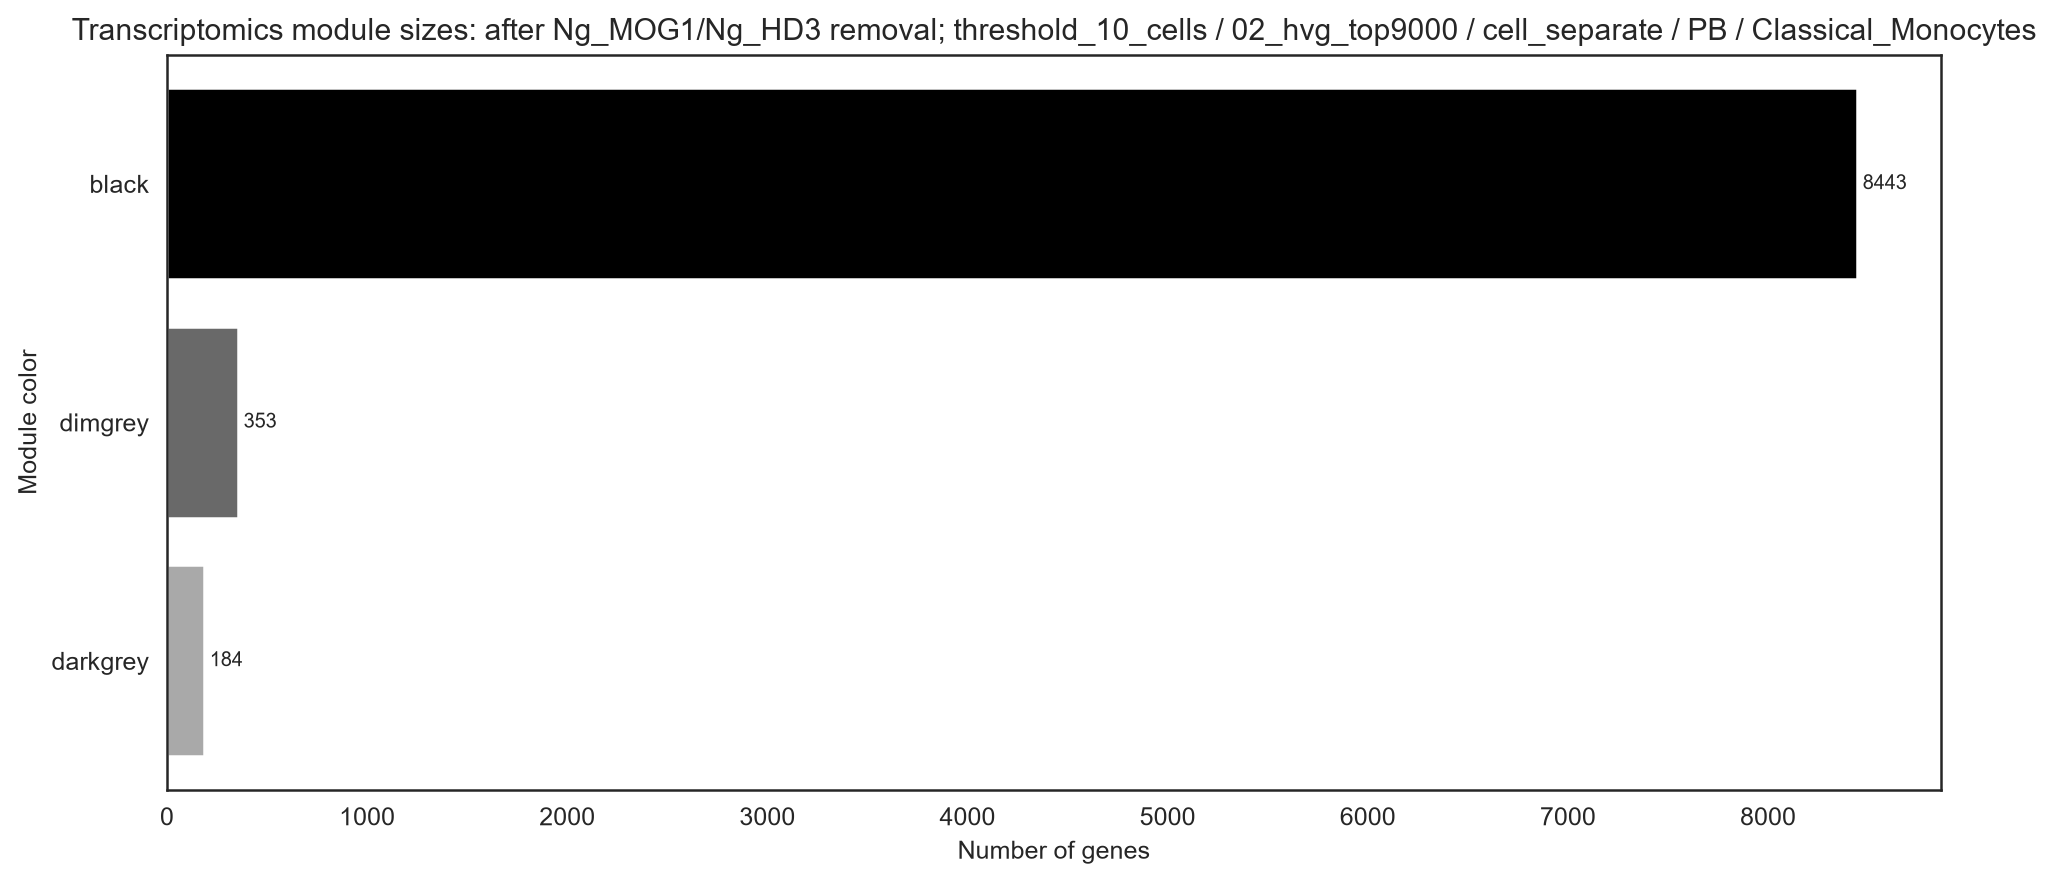 Transcriptomics module sizes: after Ng_MOG1/Ng_HD3 removal; threshold_10_cells / 02_hvg_top9000 / cell_separate / PB / Classical_Monocytes
Module color
black
8443
dimgrey
353
darkgrey
184
0 1000 2000 3000 4000 5000 6000 7000 8000
Number of genes